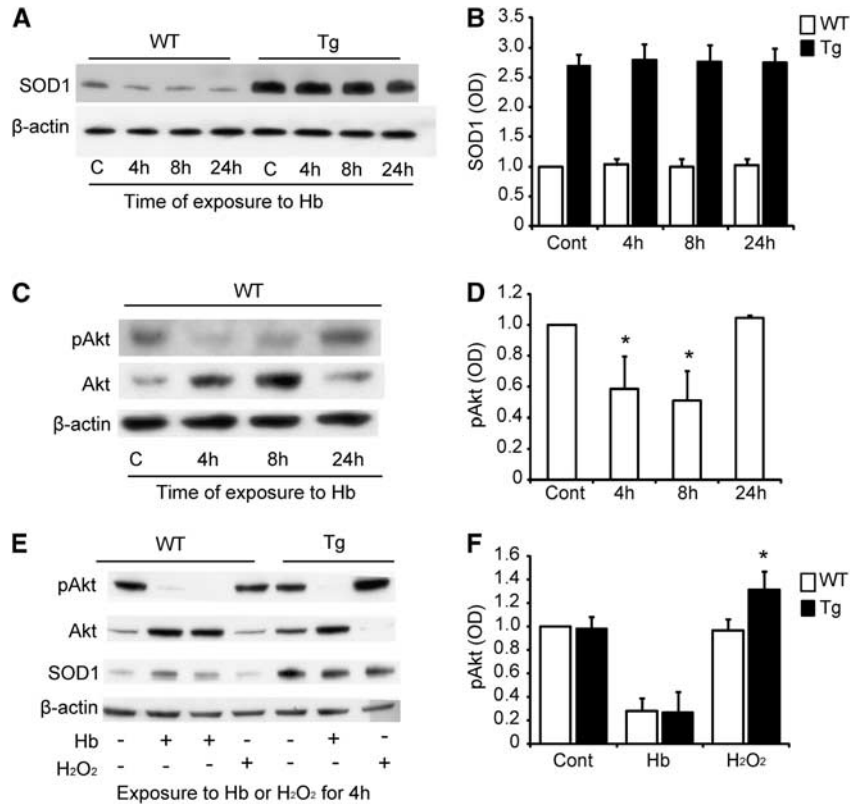 A
WT Tg
SOD1
β-actin
C 4h 8h 24h C 4h 8h 24h
Time of exposure to Hb
B
WT
Tg
SOD1 (OD)
3.5
3.0
2.5
2.0
1.5
1.0
0.5
0
Cont 4h 8h 24h
C
WT
pAkt
Akt
β-actin
C 4h 8h 24h
Time of exposure to Hb
D
pAkt (OD)
1.2
1.0
0.8
0.6
0.4
0.2
0
* *
Cont 4h 8h 24h
E
WT Tg
pAkt
Akt
SOD1
β-actin
Hb - + + - - + -
H₂O₂ - - - + - - +
Exposure to Hb or H₂O₂ for 4h
F
WT
Tg
pAkt (OD)
1.6
1.4
1.2
1.0
0.8
0.6
0.4
0.2
0
*
Cont Hb H₂O₂